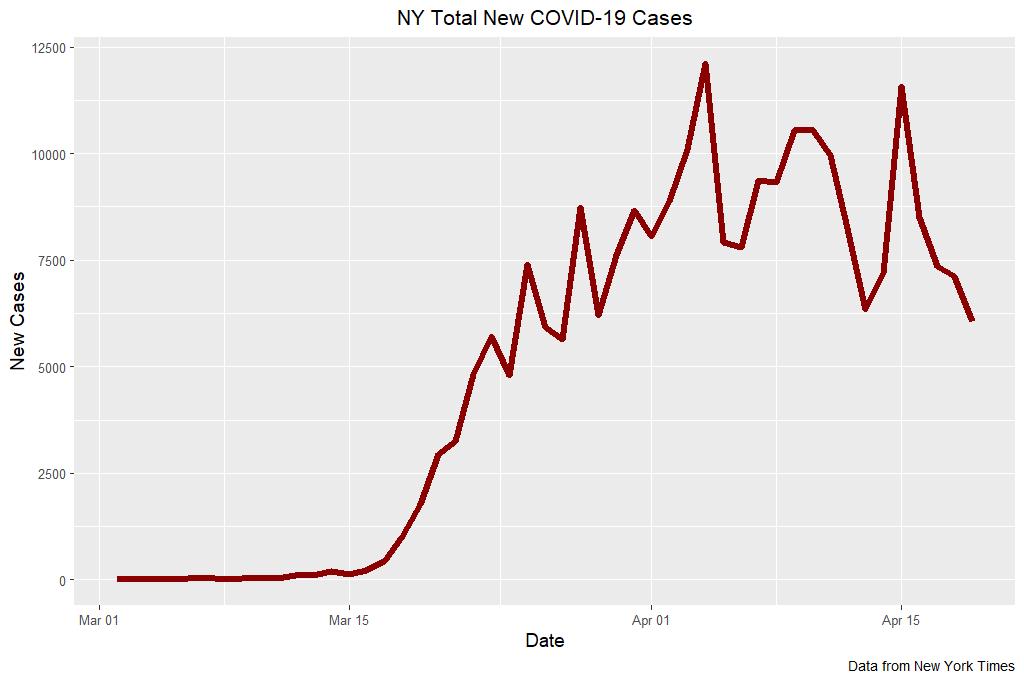 NY Total New COVID-19 Cases
12500
10000
7500
5000
2500
0
New Cases
Mar 01
Mar 15
Apr 01
Apr 15
Date
Data from New York Times